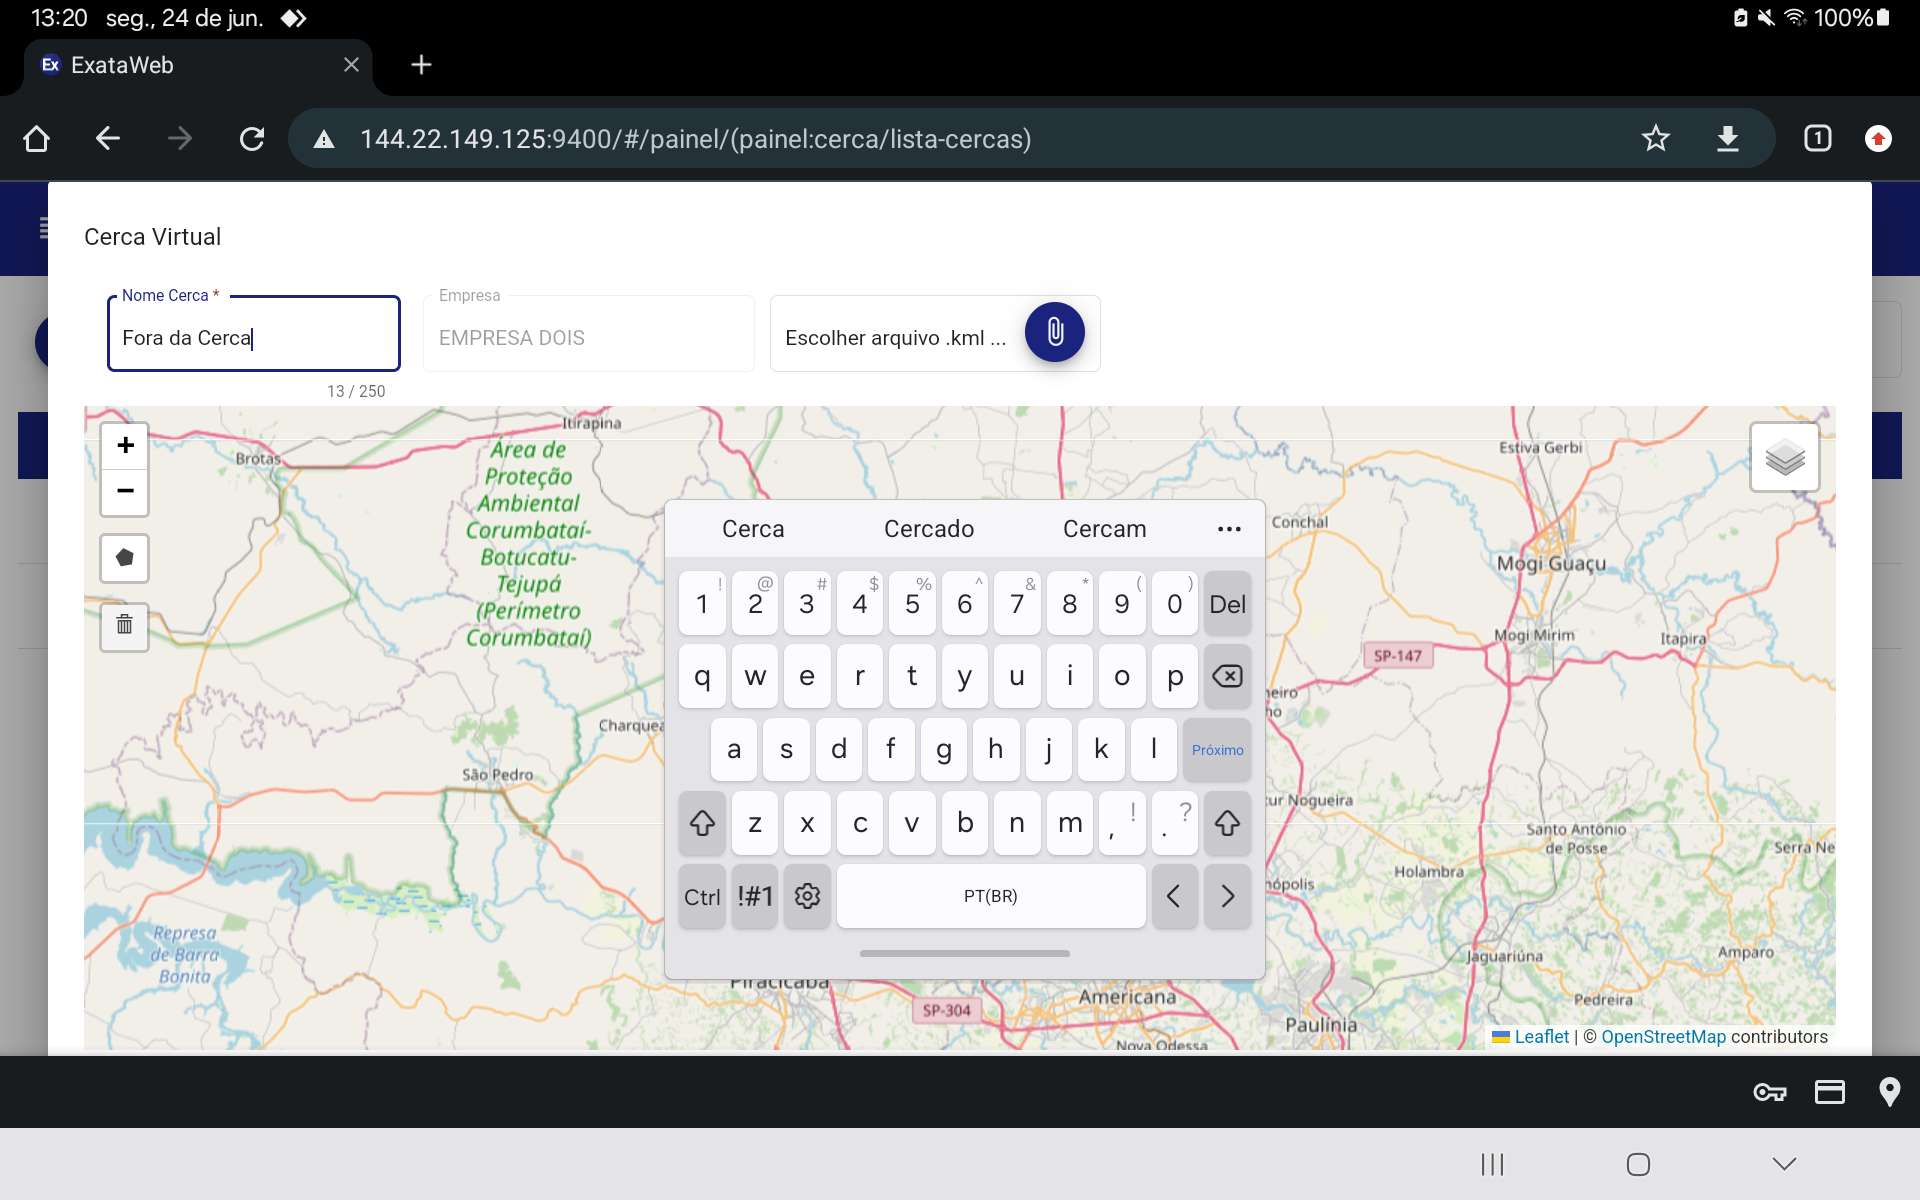 13:20 seg., 24 de jun. 100%
Ex ExataWeb
144.22.149.125:9400/#/painel/(painel:cerca/lista-cercas)
1
Cerca Virtual
Nome Cerca *
Fora da Cerca
13 / 250
Empresa
EMPRESA DOIS
Escolher arquivo .kml ...
+
−
Itirapina
Brotas
Área de
Proteção
Ambiental
Corumbataí-
Botucatu-
Tejupá
(Perímetro
Corumbataí)
Estiva Gerbi
Conchal
Mogi Guaçu
Mogi Mirim
Itapira
SP-147
Charquea
São Pedro
Santo Antônio
de Posse
Serra Ne
Holambra
Represa
de Barra
Bonita
Jaguariúna
Amparo
Piracicaba
SP-304
Americana
Pedreira
Paulínia
Nova Odessa
Leaflet | © OpenStreetMap contributors
Cerca Cercado Cercam ...
! @ # $ % ^ & * ( )
1 2 3 4 5 6 7 8 9 0 Del
q w e r t y u i o p
a s d f g h j k l Próximo
z x c v b n m , ! . ?
Ctrl !#1 PT(BR) < >